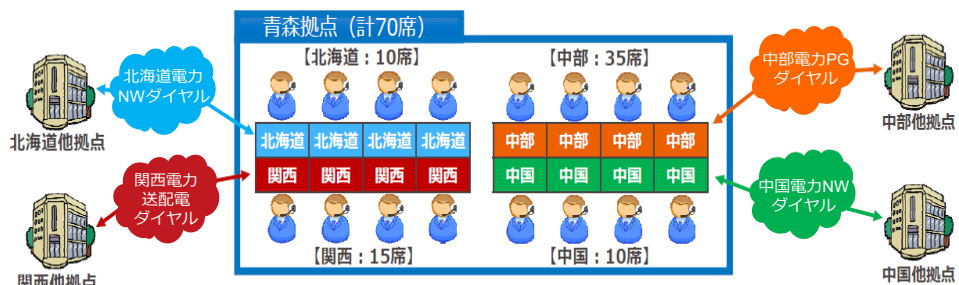 青森拠点（計70席）
【北海道：10席】
【中部：35席】
北海道電力
NWダイヤル
中部電力PG
ダイヤル
北海道他拠点
中部他拠点
北海道 北海道 北海道 北海道
中部 中部 中部 中部
関西 関西 関西 関西
中国 中国 中国 中国
関西電力
送配電
ダイヤル
中国電力NW
ダイヤル
【関西：15席】
【中国：10席】
関西他拠点
中国他拠点